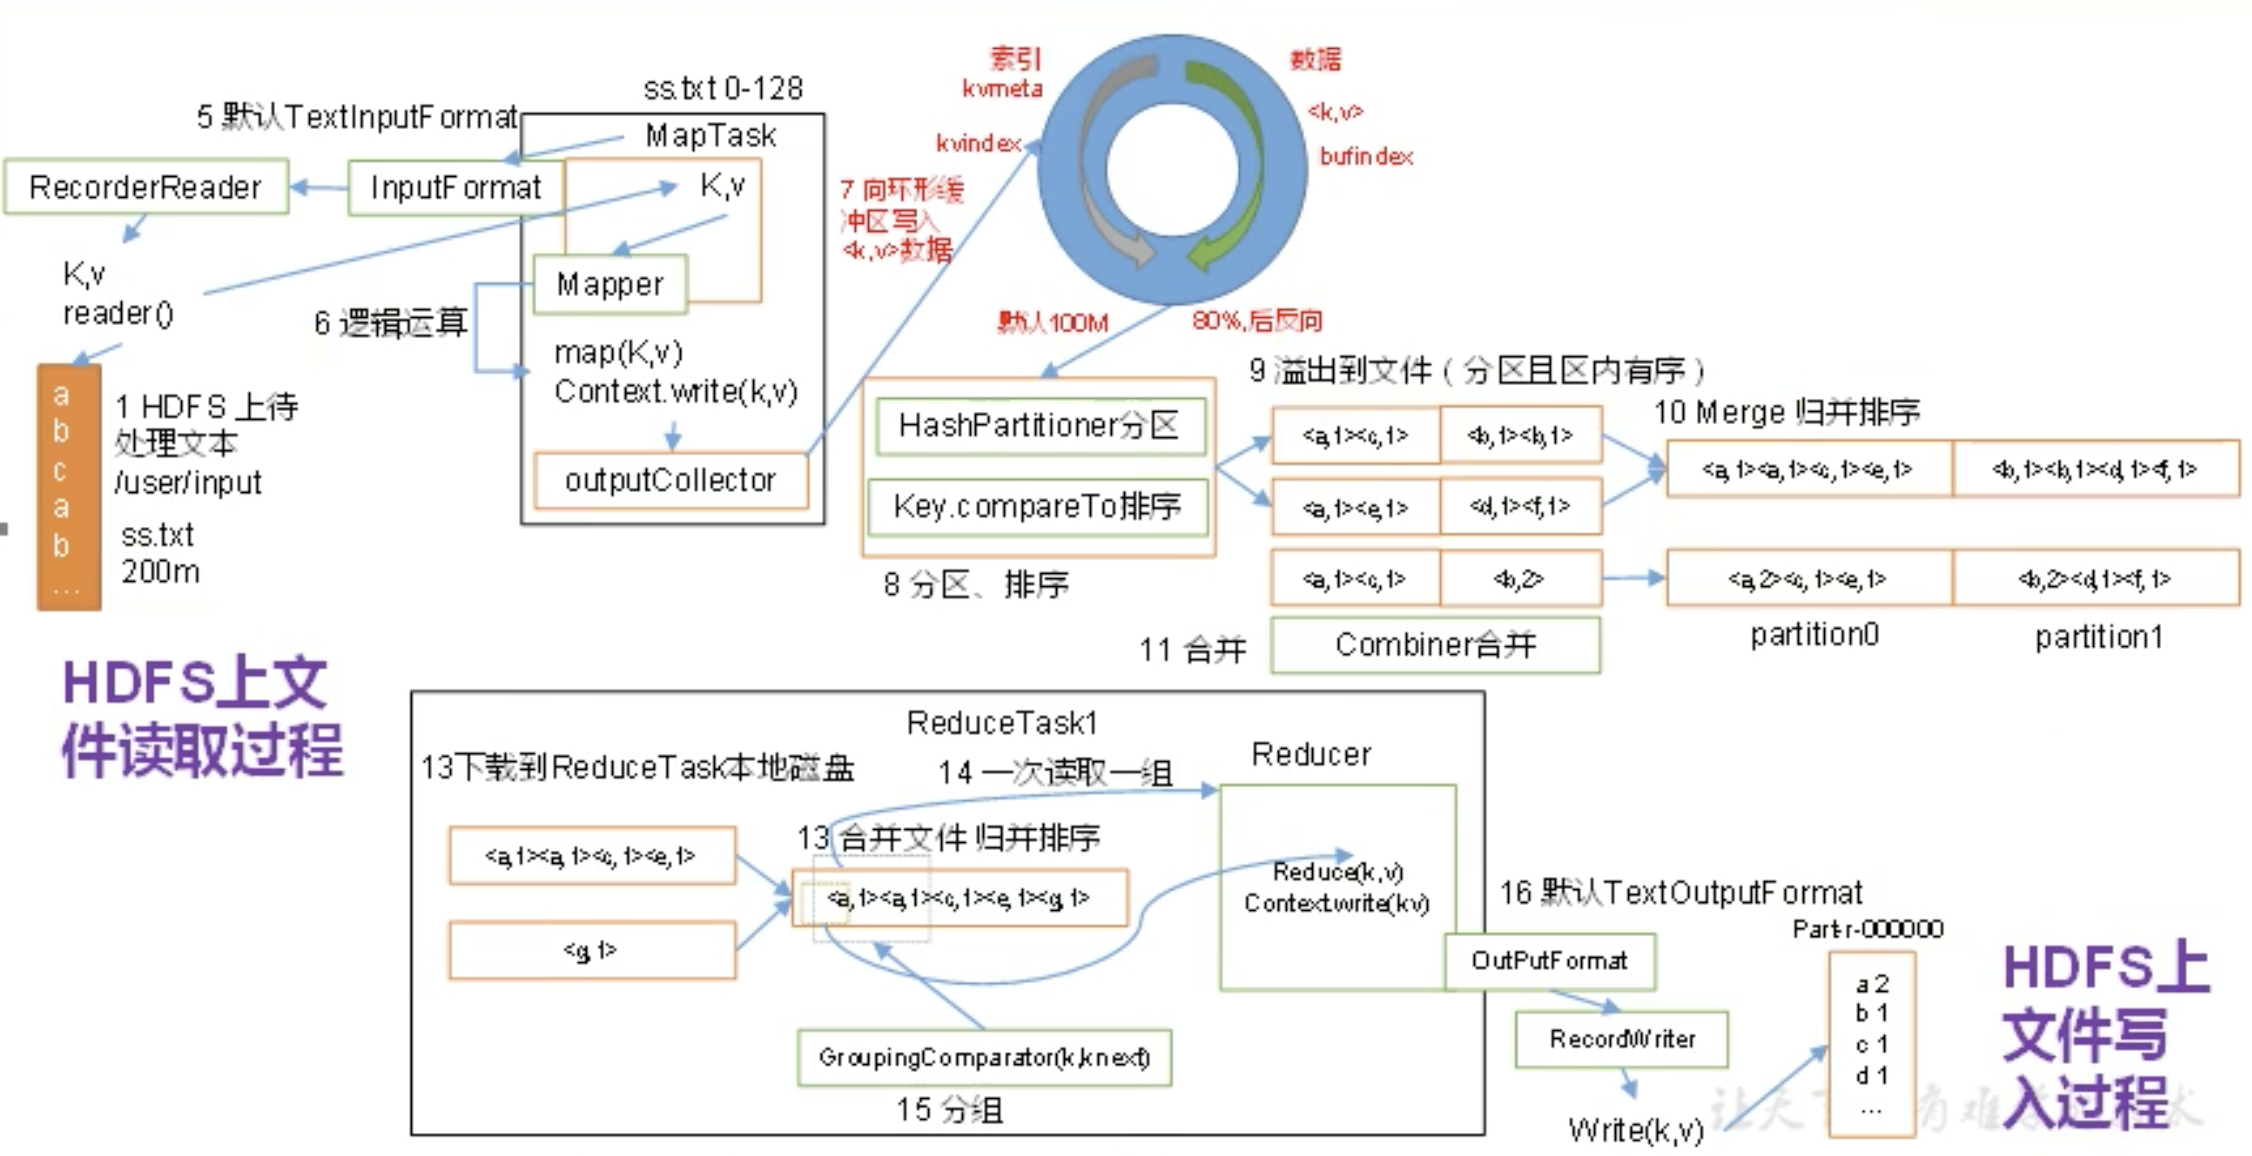 ss.txt 0-128
5 默认TextInputFormat
MapTask
RecorderReader
InputFormat
K,v
K,v
reader()
Mapper
6 逻辑运算
map(K,v)
Context.write(k,v)
outputCollector
a
b
c
a
b
...
1 HDFS 上待
处理文本
/user/input
ss.txt
200m
HDFS上文
件读取过程
索引
kvmeta
kvindex
数据
<k,v>
bufindex
7 向环形缓
冲区写入
<k,v>数据
默认100M
80%,后反向
HashPartitioner分区
Key.compareTo排序
8 分区、排序
9 溢出到文件（分区且区内有序）
<a,1><c,1>
<b,1><b,1>
<a,1><e,1>
<d,1><f,1>
<a,1><c,1>
<b,2>
10 Merge 归并排序
<a,1><a,1><c,1><e,1>
<b,1><b,1><d,1><f,1>
<a,2><c,1><e,1>
<b,2><d,1><f,1>
partition0
partition1
11 合并
Combiner合并
ReduceTask1
13下载到ReduceTask本地磁盘
14 一次读取一组
Reducer
13 合并文件 归并排序
<a,1><a,1><c,1><e,1>
<g,1>
<a,1><a,1><c,1><e,1><g,1>
Reduce(k,v)
Context.write(kv)
GroupingComparator(k,knext)
15 分组
16 默认TextOutputFormat
Part-r-000000
OutPutFormat
RecordWriter
Write(k,v)
a 2
b 1
c 1
d 1
...
HDFS上
文件写
入过程
让天
有难
术